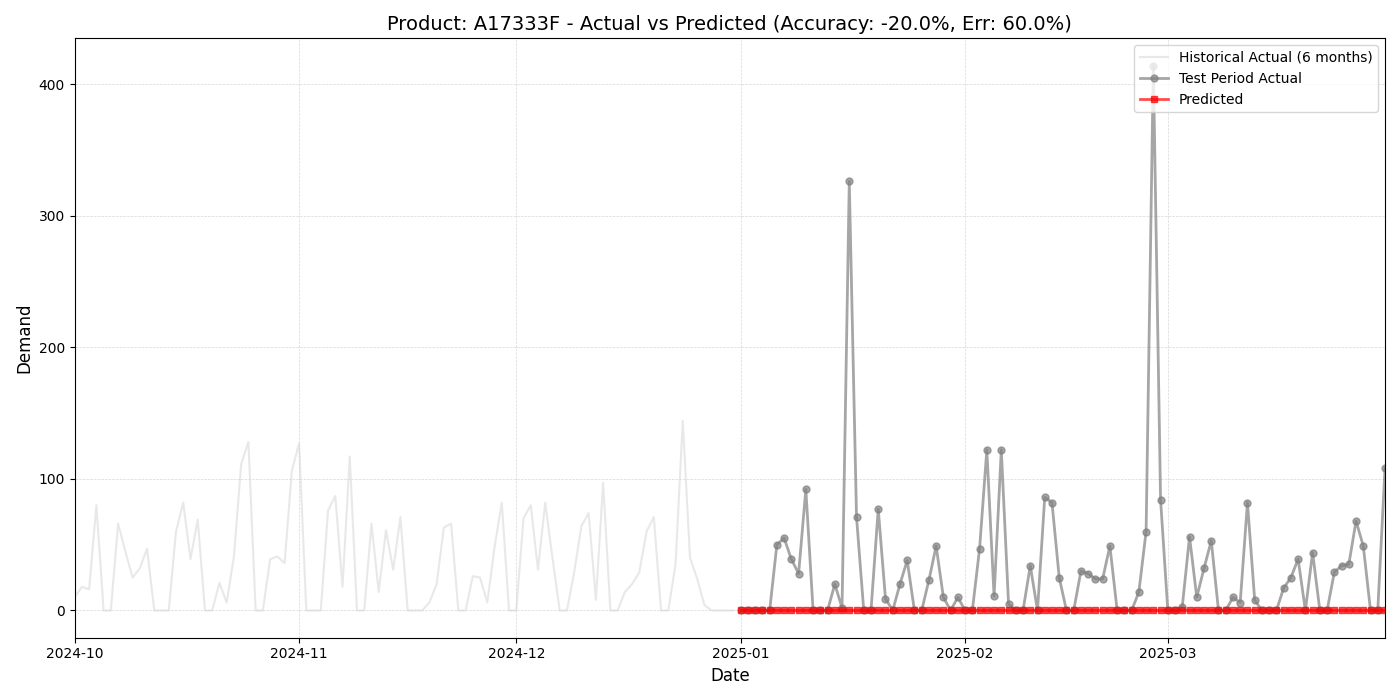 Product: A17333F - Actual vs Predicted (Accuracy: -20.0%, Err: 60.0%)
Historical Actual (6 months)
Test Period Actual
Predicted
Demand
400
300
200
100
0
2024-10
2024-11
2024-12
2025-01
2025-02
2025-03
Date